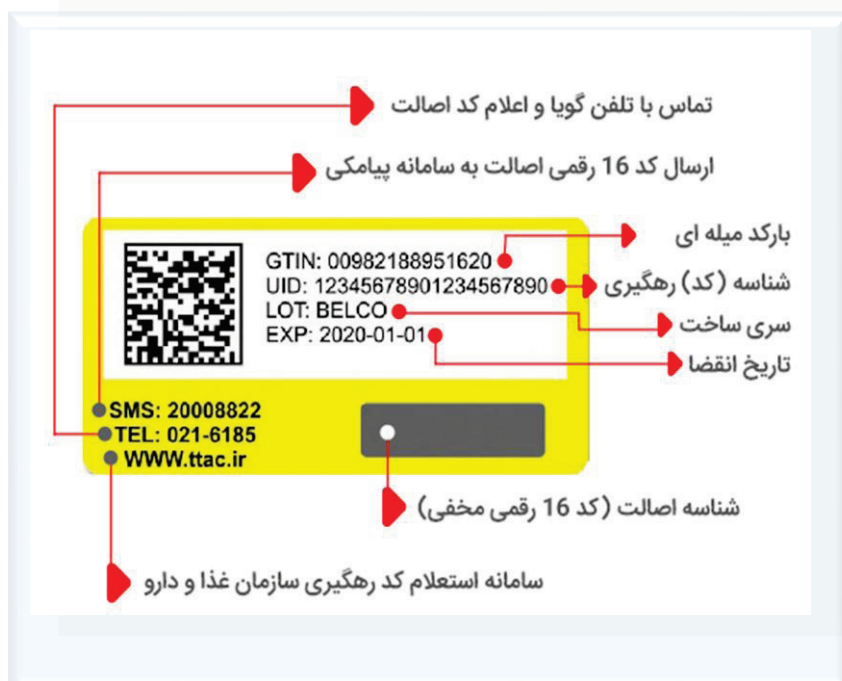 تماس با تلفن گویا و اعلام کد اصالت
ارسال کد 16 رقمی اصالت به سامانه پیامکی
بارکد میله ای
GTIN: 00982188951620
شناسه (کد) رهگیری
UID: 12345678901234567890
سری ساخت
LOT: BELCO
تاریخ انقضا
EXP: 2020-01-01
SMS: 20008822
TEL: 021-6185
WWW.ttac.ir
شناسه اصالت (کد 16 رقمی مخفی)
سامانه استعلام کد رهگیری سازمان غذا و دارو